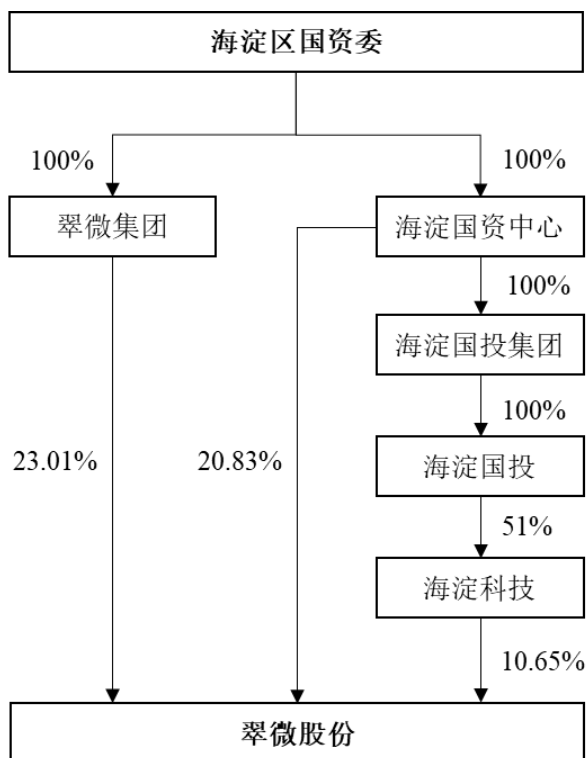 海淀区国资委
100%
100%
翠微集团
海淀国资中心
100%
海淀国投集团
100%
23.01%
20.83%
海淀国投
51%
海淀科技
10.65%
翠微股份